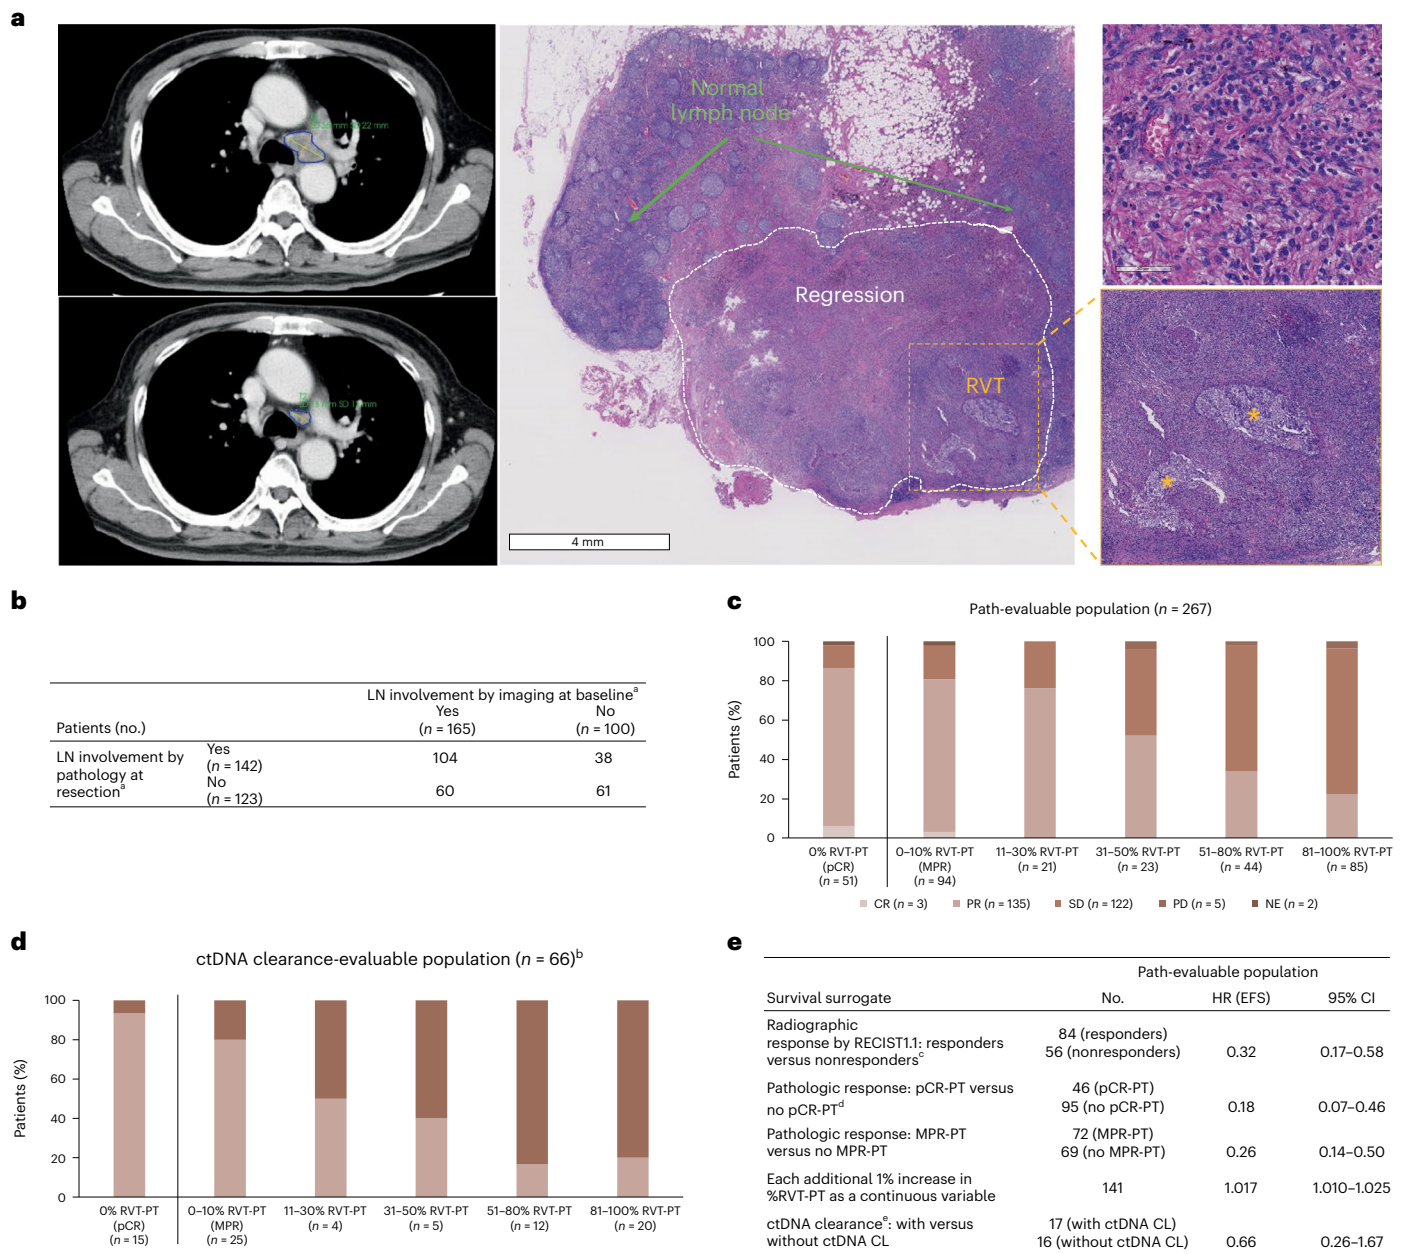 a
Normal
lymph node
Regression
RVT
*
*
4 mm
b
LN involvement by imaging at baselineᵃ
Yes No
Patients (no.) (n = 165) (n = 100)
LN involvement by
pathology at
resectionᵃ
Yes
(n = 142) 104 38
No
(n = 123) 60 61
c
Path-evaluable population (n = 267)
Patients (%)
100
80
60
40
20
0
0% RVT-PT
(pCR)
(n = 51)
0–10% RVT-PT
(MPR)
(n = 94)
11–30% RVT-PT
(n = 21)
31–50% RVT-PT
(n = 23)
51–80% RVT-PT
(n = 44)
81–100% RVT-PT
(n = 85)
CR (n = 3) PR (n = 135) SD (n = 122) PD (n = 5) NE (n = 2)
d
ctDNA clearance-evaluable population (n = 66)ᵇ
Patients (%)
100
80
60
40
20
0
0% RVT-PT
(pCR)
(n = 15)
0–10% RVT-PT
(MPR)
(n = 25)
11–30% RVT-PT
(n = 4)
31–50% RVT-PT
(n = 5)
51–80% RVT-PT
(n = 12)
81–100% RVT-PT
(n = 20)
e
Path-evaluable population
Survival surrogate No. HR (EFS) 95% CI
Radiographic
response by RECIST1.1: responders
versus nonrespondersᶜ
84 (responders)
56 (nonresponders) 0.32 0.17–0.58
Pathologic response: pCR-PT versus
no pCR-PTᵈ
46 (pCR-PT)
95 (no pCR-PT) 0.18 0.07–0.46
Pathologic response: MPR-PT
versus no MPR-PT
72 (MPR-PT)
69 (no MPR-PT) 0.26 0.14–0.50
Each additional 1% increase in
%RVT-PT as a continuous variable
141 1.017 1.010–1.025
ctDNA clearanceᵉ: with versus
without ctDNA CL
17 (with ctDNA CL)
16 (without ctDNA CL) 0.66 0.26–1.67